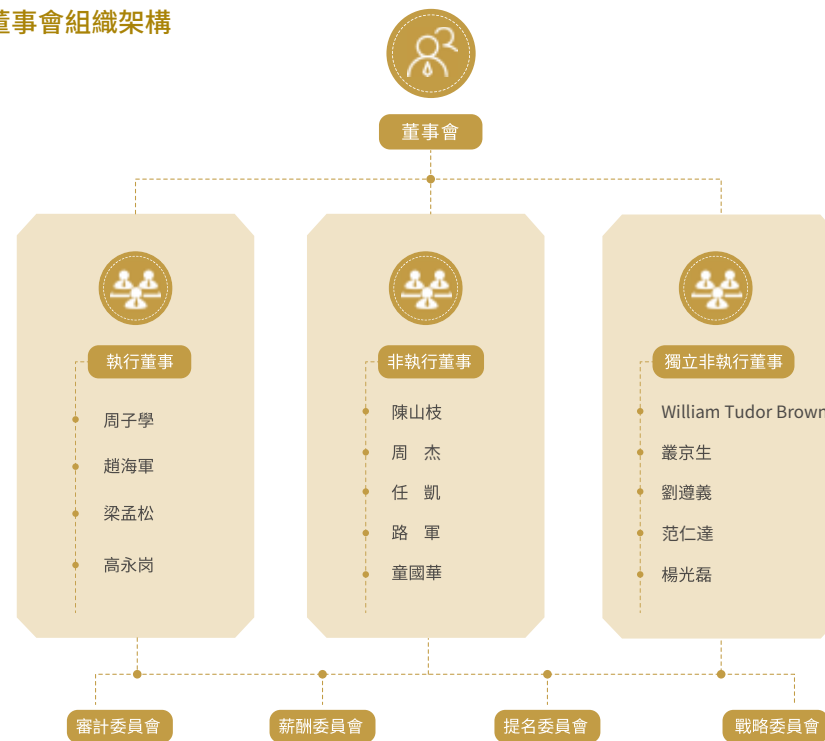 董事會組織架構
董事會
執行董事
周子學
趙海軍
梁孟松
高永岗
非執行董事
陳山枝
周　杰
任　凱
路　軍
童國華
獨立非執行董事
William Tudor Brown
叢京生
劉遵義
范仁達
楊光磊
審計委員會
薪酬委員會
提名委員會
戰略委員會